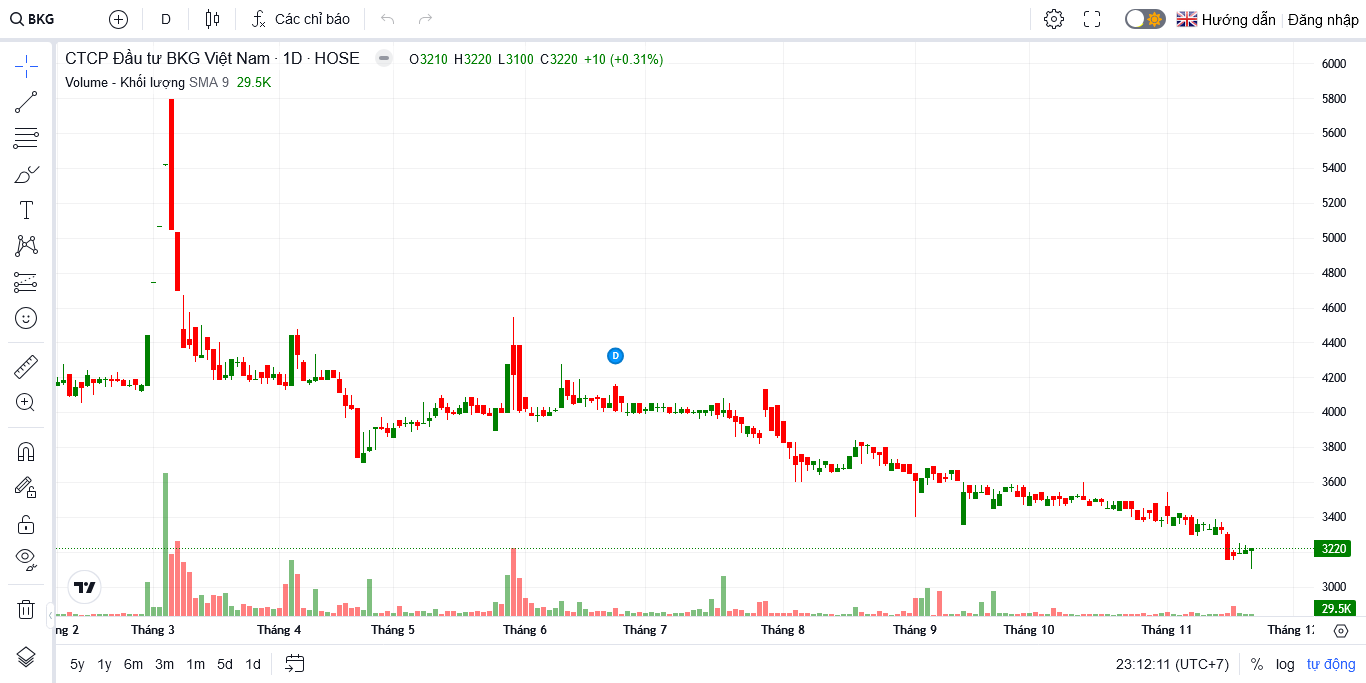 BKG D Các chỉ báo Hướng dẫn Đăng nhập
CTCP Đầu tư BKG Việt Nam · 1D · HOSE O3210 H3220 L3100 C3220 +10 (+0.31%)
Volume - Khối lượng SMA 9 29.5K
6000
5800
5600
5400
5200
5000
4800
4600
4400
4200
4000
3800
3600
3400
3220
3000
29.5K
D
ng 2 Tháng 3 Tháng 4 Tháng 5 Tháng 6 Tháng 7 Tháng 8 Tháng 9 Tháng 10 Tháng 11 Tháng 1
5y 1y 6m 3m 1m 5d 1d 23:12:11 (UTC+7) % log tự động